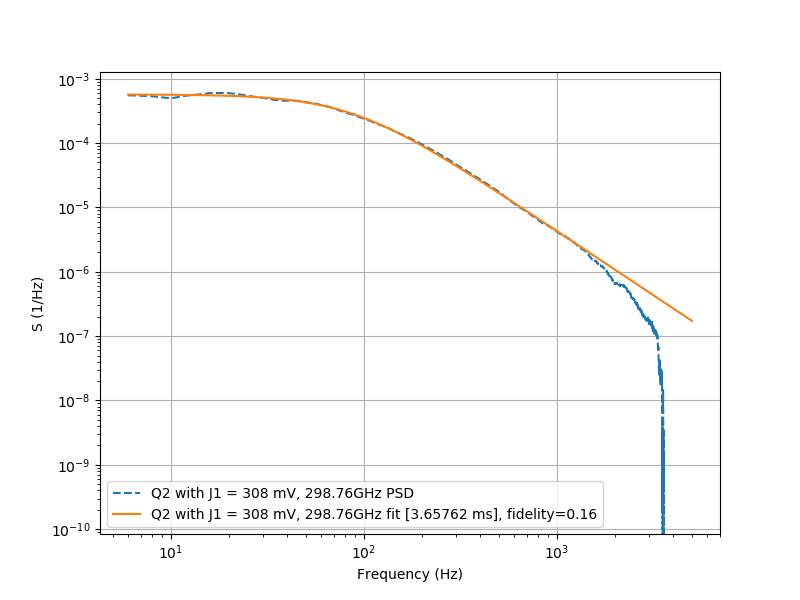 10⁻³
10⁻⁴
10⁻⁵
10⁻⁶
10⁻⁷
10⁻⁸
10⁻⁹
10⁻¹⁰
S (1/Hz)
Q2 with J1 = 308 mV, 298.76GHz PSD
Q2 with J1 = 308 mV, 298.76GHz fit [3.65762 ms], fidelity=0.16
10¹ 10² 10³
Frequency (Hz)